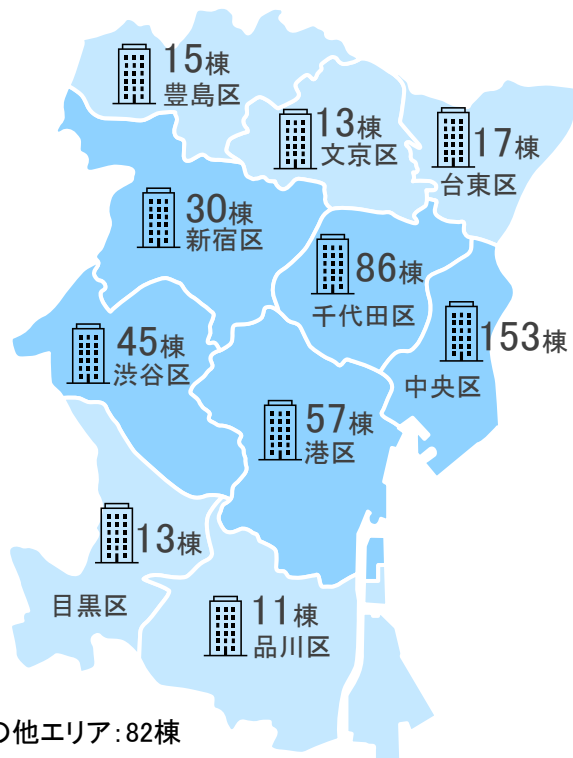 15棟
豊島区
13棟
文京区
17棟
台東区
30棟
新宿区
86棟
千代田区
153棟
中央区
45棟
渋谷区
57棟
港区
13棟
目黒区
11棟
品川区
の他エリア：82棟